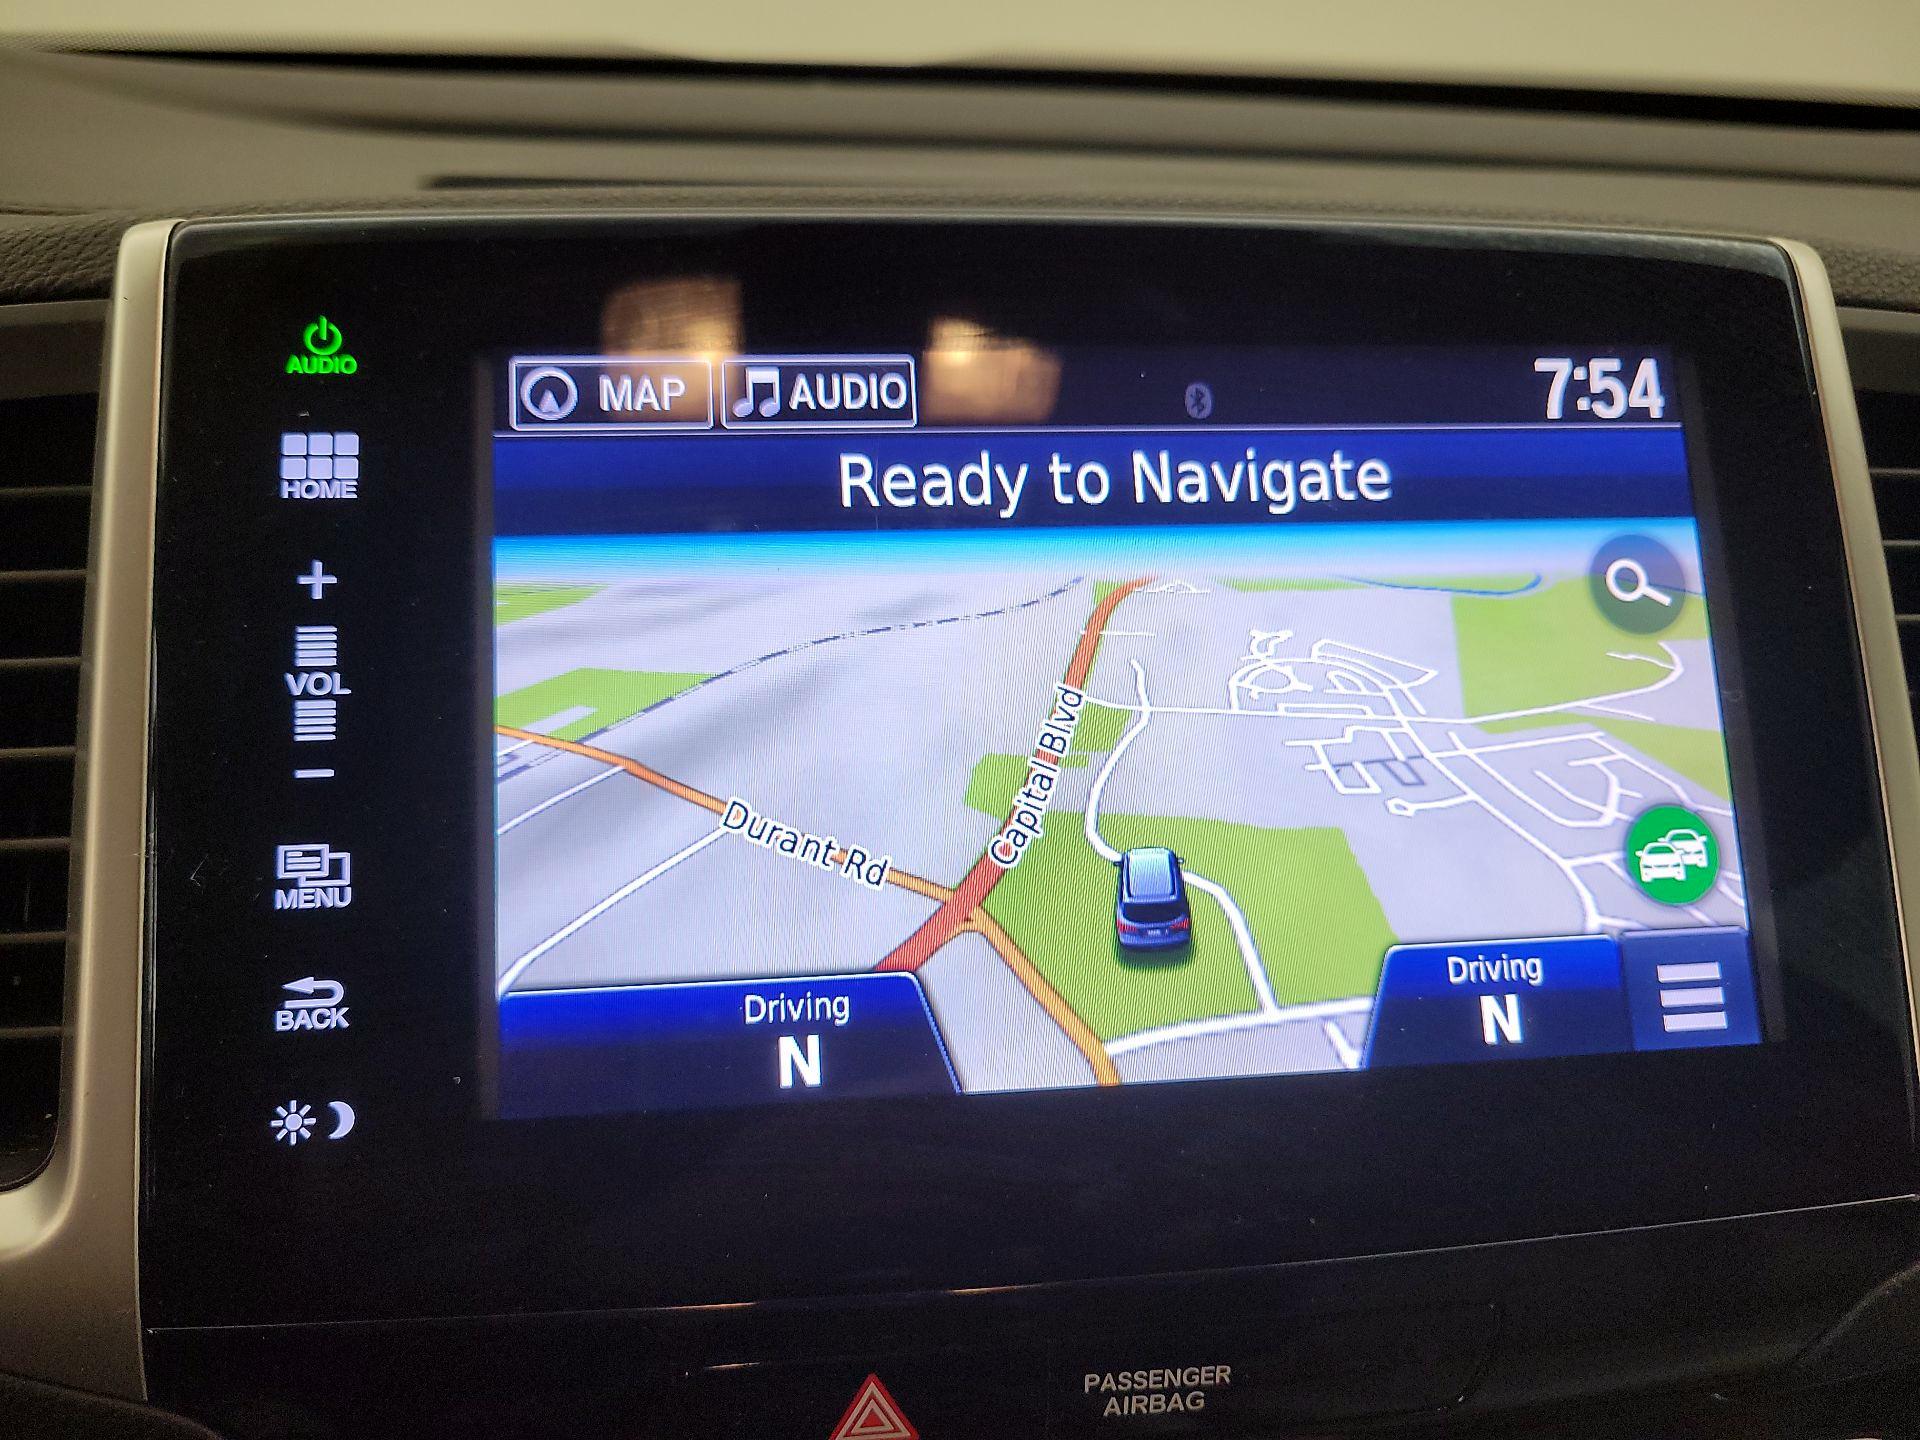 AUDIO
HOME
+
VOL
−
MENU
BACK
MAP
AUDIO
7:54
Ready to Navigate
Capital Blvd
Durant Rd
Driving
N
Driving
N
PASSENGER
AIRBAG